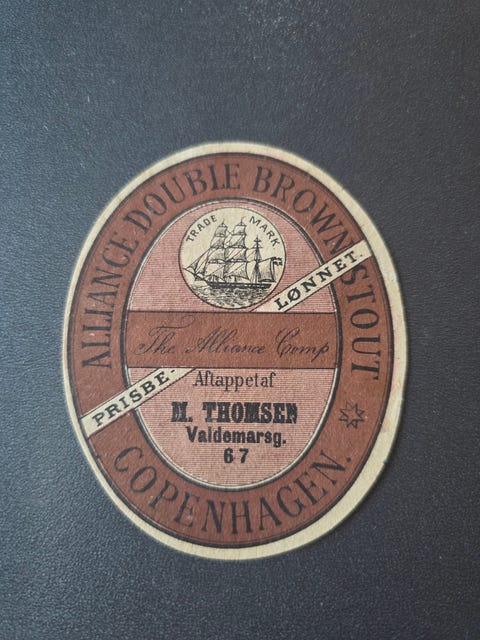 ALLIANCE DOUBLE BROWN STOUT
TRADE MARK
PRISBE-LØNNET.
The Alliance Comp
Aftappet af
M. THOMSEN
Valdemarsg.
67
COPENHAGEN.